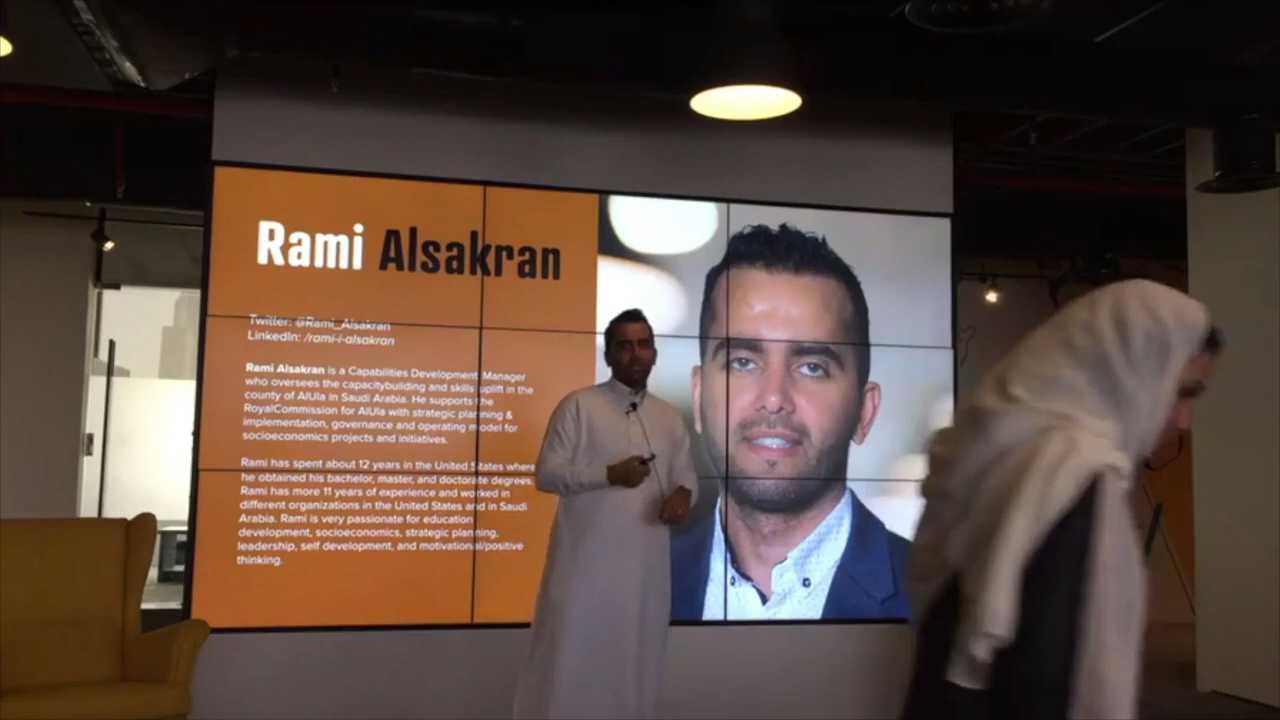 Rami Alsakran
Twitter: @Rami_Alsakran
LinkedIn: /rami-i-alsakran
Rami Alsakran is a Capabilities Development Manager
who oversees the capacitybuilding and skills uplift in the
county of AlUla in Saudi Arabia. He supports the
RoyalCommission for AlUla with strategic planning &
implementation, governance and operating model for
socioeconomics projects and initiatives.
Rami has spent about 12 years in the United States where
he obtained his bachelor, master, and doctorate degrees.
Rami has more 11 years of experience and worked in
different organizations in the United States and in Saudi
Arabia. Rami is very passionate for education
development, socioeconomics, strategic planning,
leadership, self development, and motivational/positive
thinking.